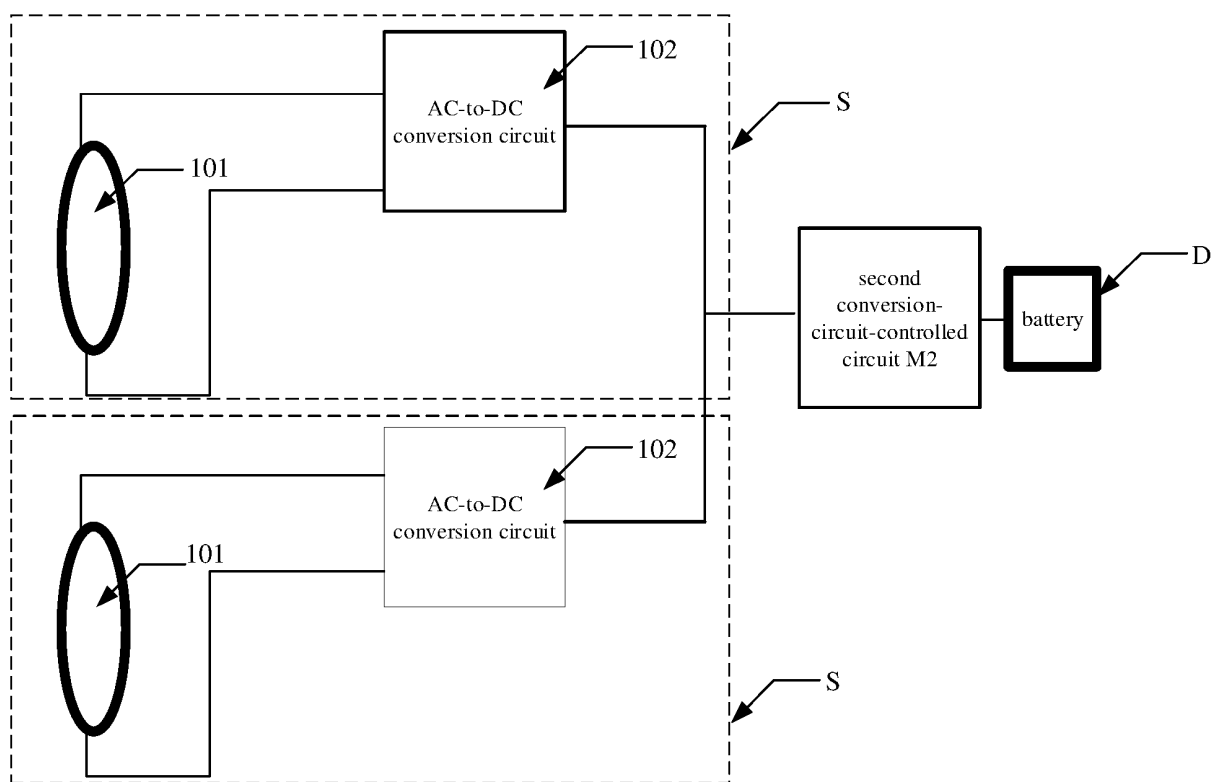 102
S
AC-to-DC
conversion circuit
101
D
second
conversion-
circuit-controlled
circuit M2
battery
102
AC-to-DC
conversion circuit
101
S